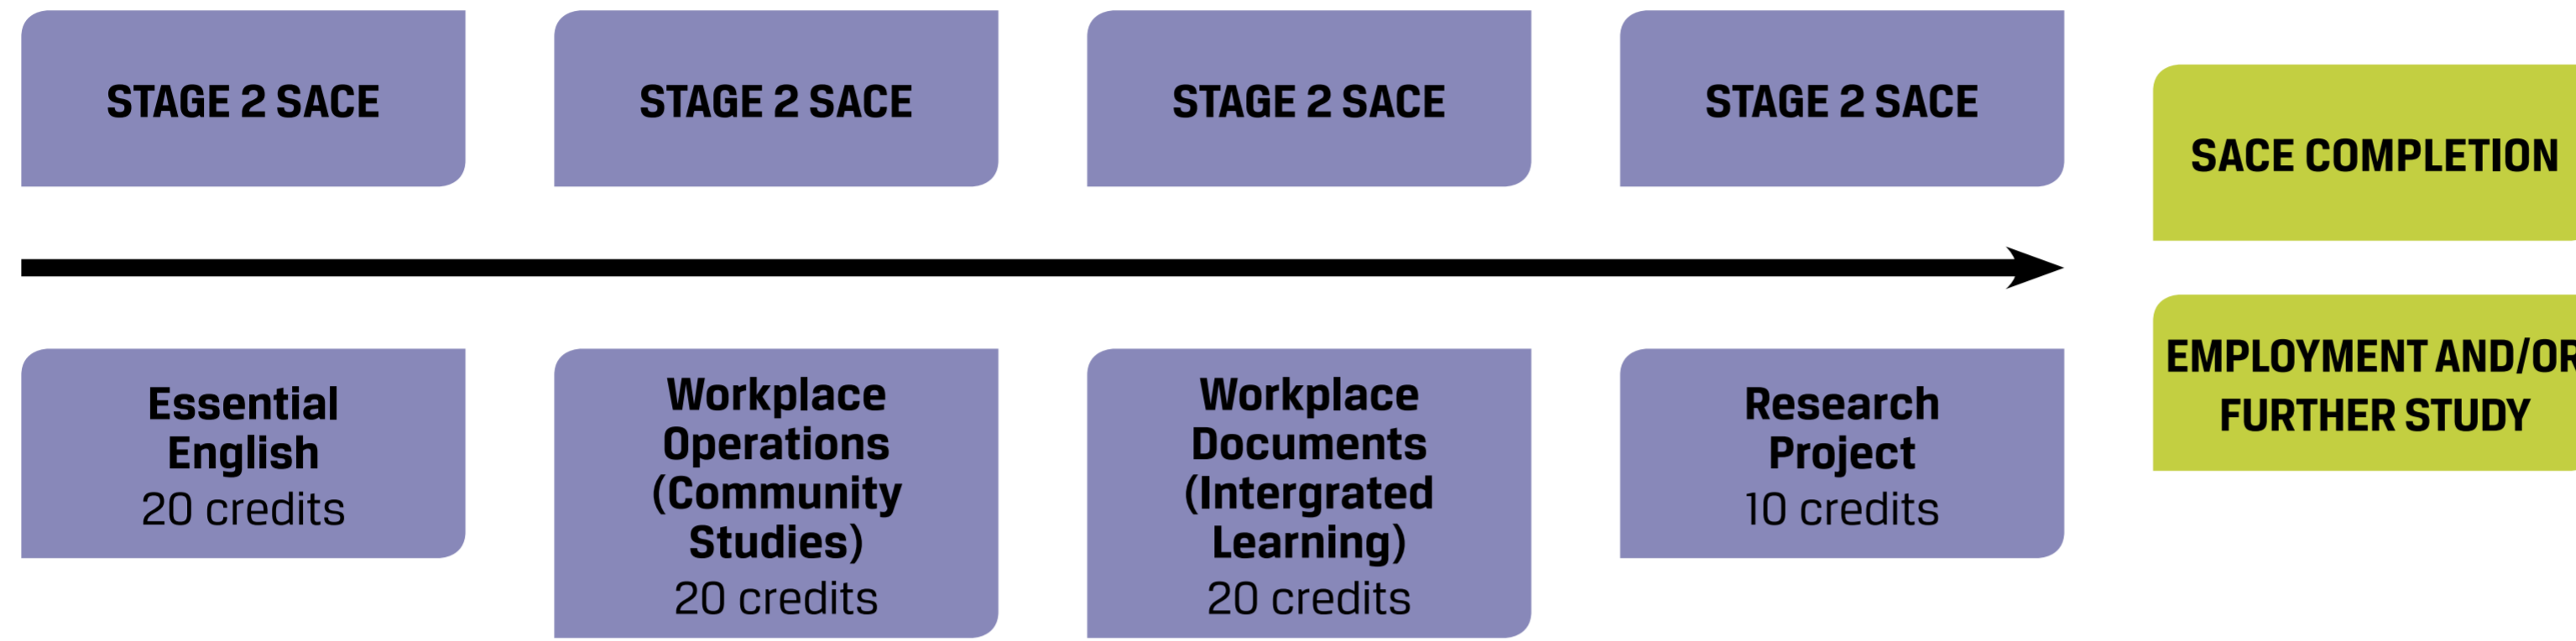 STAGE 2 SACE
STAGE 2 SACE
STAGE 2 SACE
STAGE 2 SACE
SACE COMPLETION
Essential
English
20 credits
Workplace
Operations
(Community
Studies)
20 credits
Workplace
Documents
(Intergrated
Learning)
20 credits
Research
Project
10 credits
EMPLOYMENT AND/OR
FURTHER STUDY